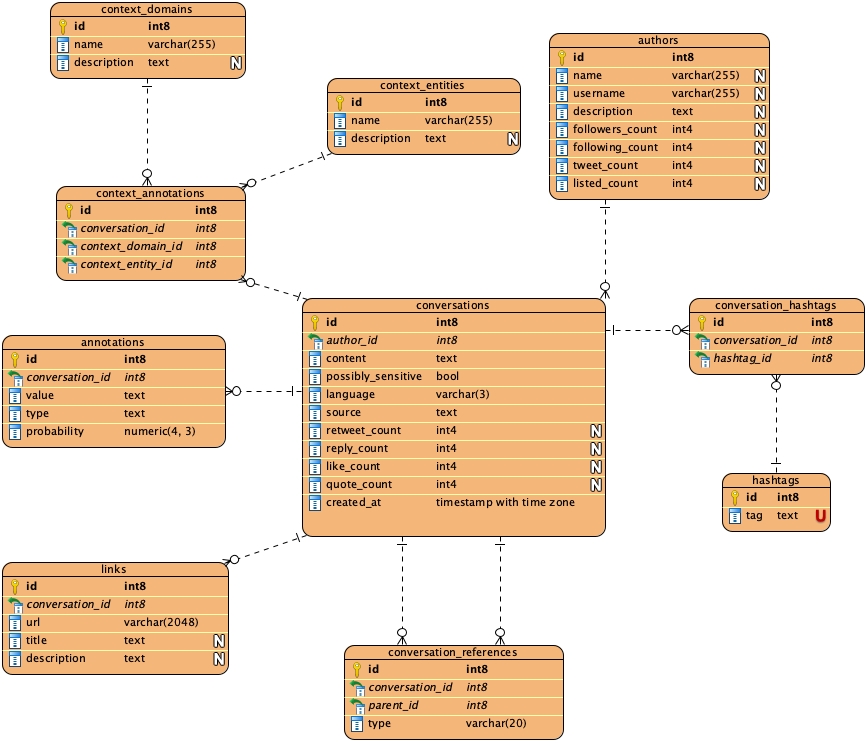 context_domains
id int8
name varchar(255)
description text N
context_entities
id int8
name varchar(255)
description text N
authors
id int8
name varchar(255) N
username varchar(255) N
description text N
followers_count int4 N
following_count int4 N
tweet_count int4 N
listed_count int4 N
context_annotations
id int8
conversation_id int8
context_domain_id int8
context_entity_id int8
conversations
id int8
author_id int8
content text
possibly_sensitive bool
language varchar(3)
source text
retweet_count int4 N
reply_count int4 N
like_count int4 N
quote_count int4 N
created_at timestamp with time zone
conversation_hashtags
id int8
conversation_id int8
hashtag_id int8
annotations
id int8
conversation_id int8
value text
type text
probability numeric(4, 3)
hashtags
id int8
tag text U
links
id int8
conversation_id int8
url varchar(2048)
title text N
description text N
conversation_references
id int8
conversation_id int8
parent_id int8
type varchar(20)